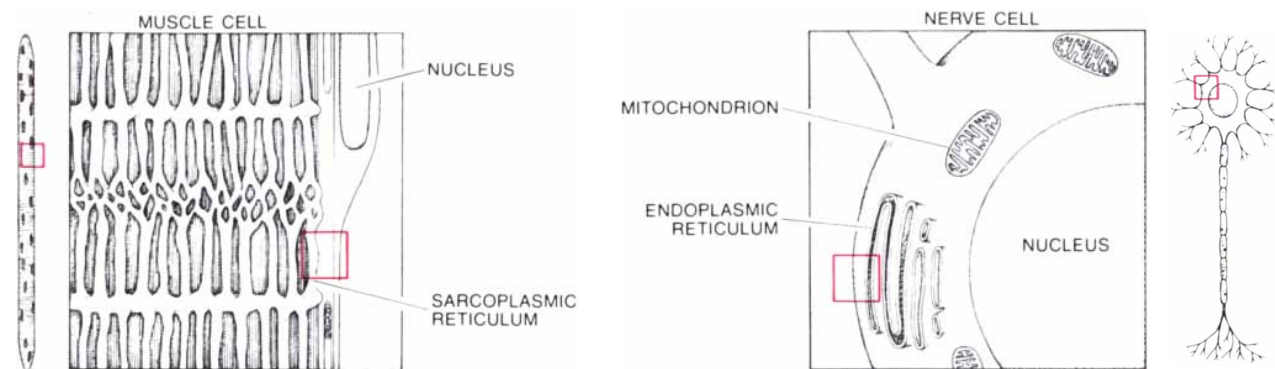 MUSCLE CELL
NUCLEUS
SARCOPLASMIC
RETICULUM
NERVE CELL
MITOCHONDRION
ENDOPLASMIC
RETICULUM
NUCLEUS